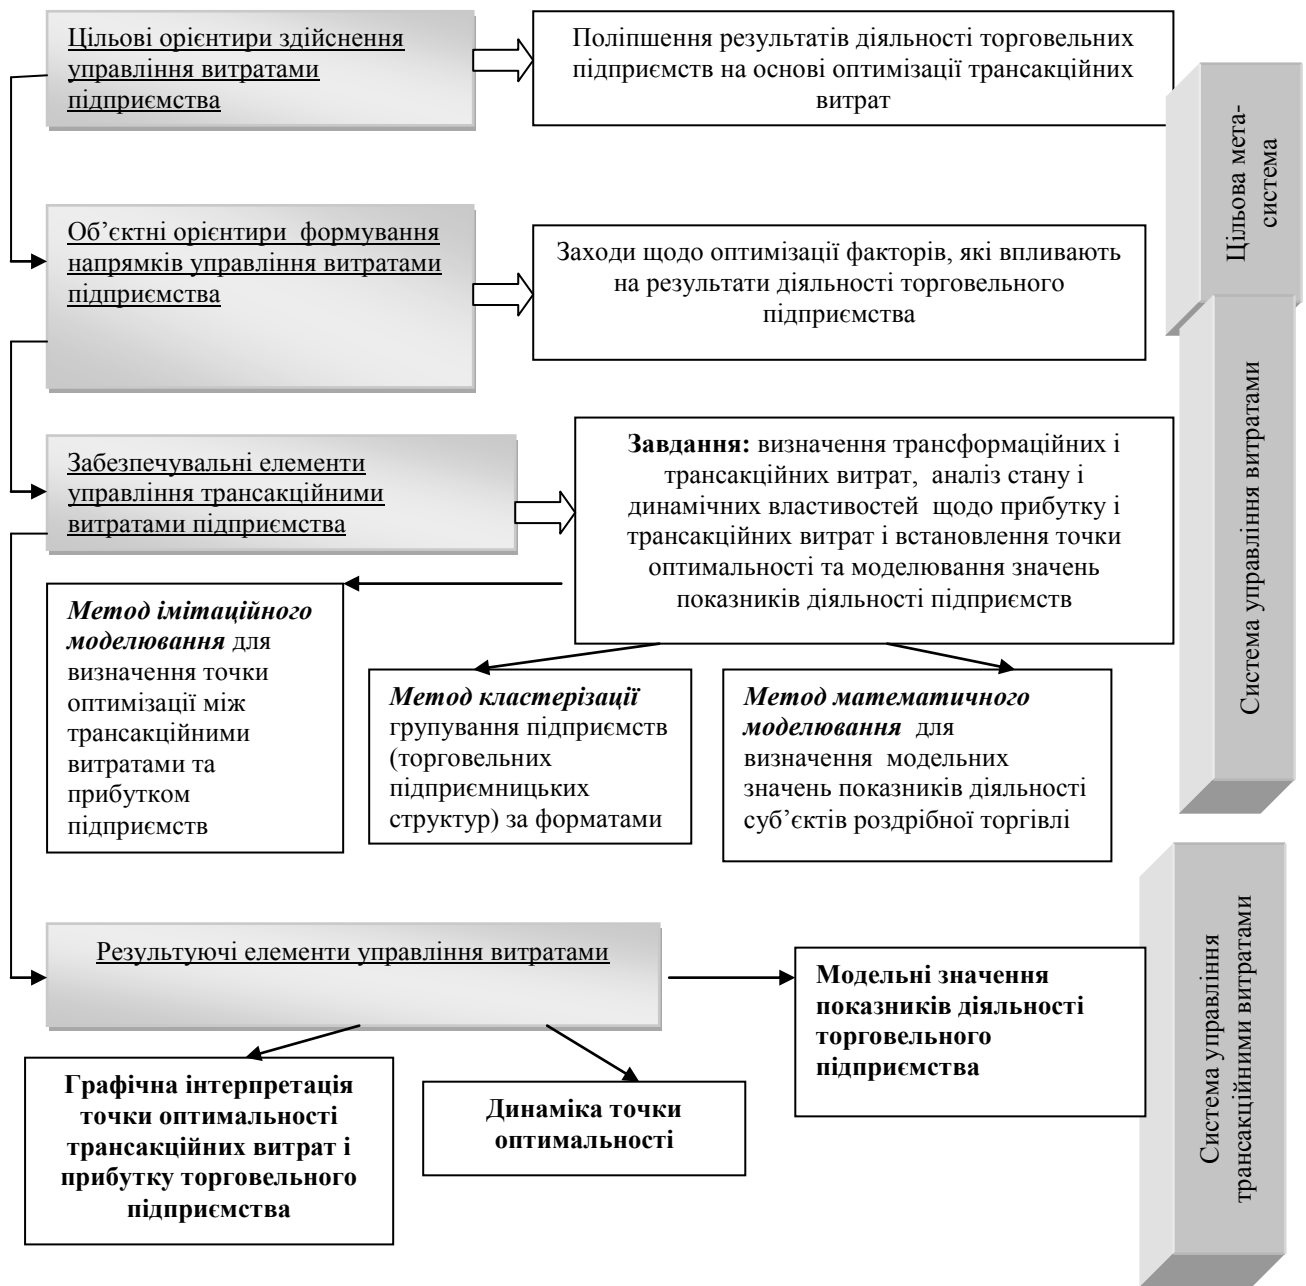 Цільові орієнтири здійснення
управління витратами
підприємства
Поліпшення результатів діяльності торговельних
підприємств на основі оптимізації трансакційних
витрат
Цільова мета-
система
Об’єктні орієнтири формування
напрямків управління витратами
підприємства
Заходи щодо оптимізації факторів, які впливають
на результати діяльності торговельного
підприємства
Система управління витратами
Забезпечувальні елементи
управління трансакційними
витратами підприємства
Завдання: визначення трансформаційних і
трансакційних витрат, аналіз стану і
динамічних властивостей щодо прибутку і
трансакційних витрат і встановлення точки
оптимальності та моделювання значень
показників діяльності підприємств
Метод імітаційного
моделювання для
визначення точки
оптимізації між
трансакційними
витратами та
прибутком
підприємств
Метод кластерізації
групування підприємств
(торговельних
підприємницьких
структур) за форматами
Метод математичного
моделювання для
визначення модельних
значень показників діяльності
суб’єктів роздрібної торгівлі
Система управління
трансакційними витратами
Результуючі елементи управління витратами
Модельні значення
показників діяльності
торговельного
підприємства
Графічна інтерпретація
точки оптимальності
трансакційних витрат і
прибутку торговельного
підприємства
Динаміка точки
оптимальності